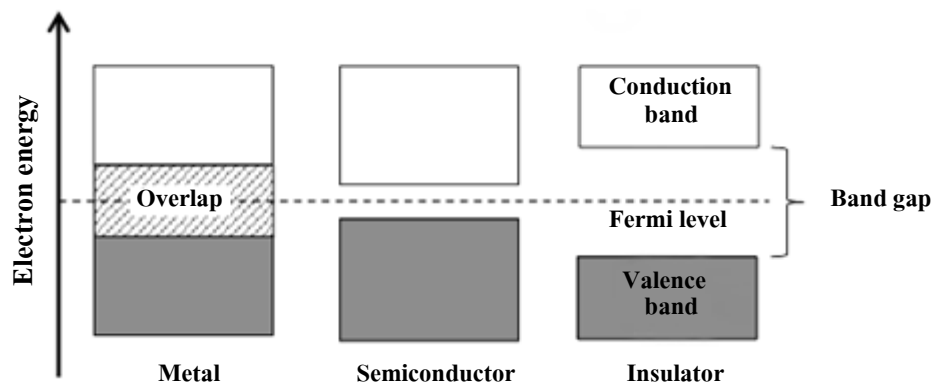 Electron energy
Conduction
band
Overlap
Fermi level
Band gap
Valence
band
Metal
Semiconductor
Insulator